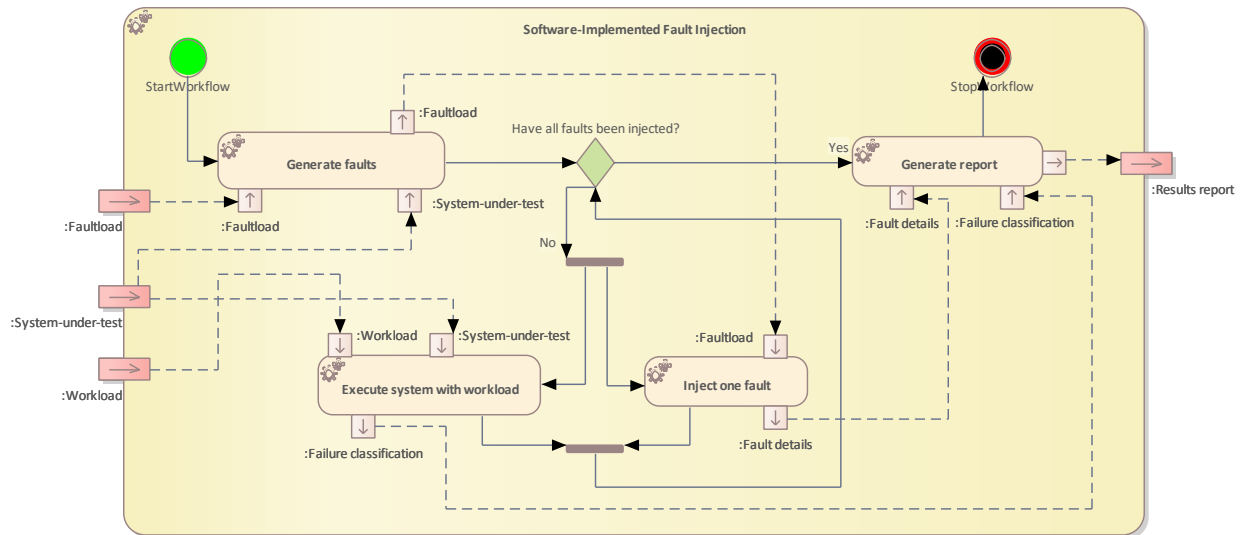 Software-Implemented Fault Injection
StartWorkflow
StopWorkflow
:Faultload
Have all faults been injected?
Generate faults
Yes
Generate report
:Results report
:Faultload
:Faultload
:System-under-test
:Fault details
:Failure classification
No
:System-under-test
:Workload
:System-under-test
:Faultload
:Workload
Execute system with workload
Inject one fault
:Failure classification
:Fault details